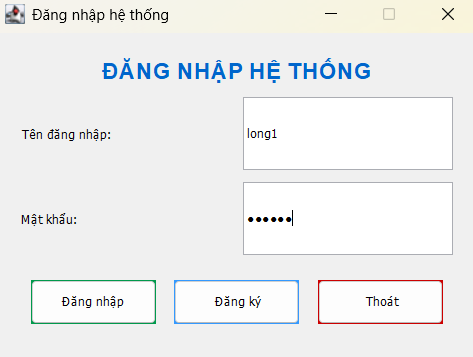 Đăng nhập hệ thống
ĐĂNG NHẬP HỆ THỐNG
Tên đăng nhập:
long1
Mật khẩu:
••••••
Đăng nhập
Đăng ký
Thoát